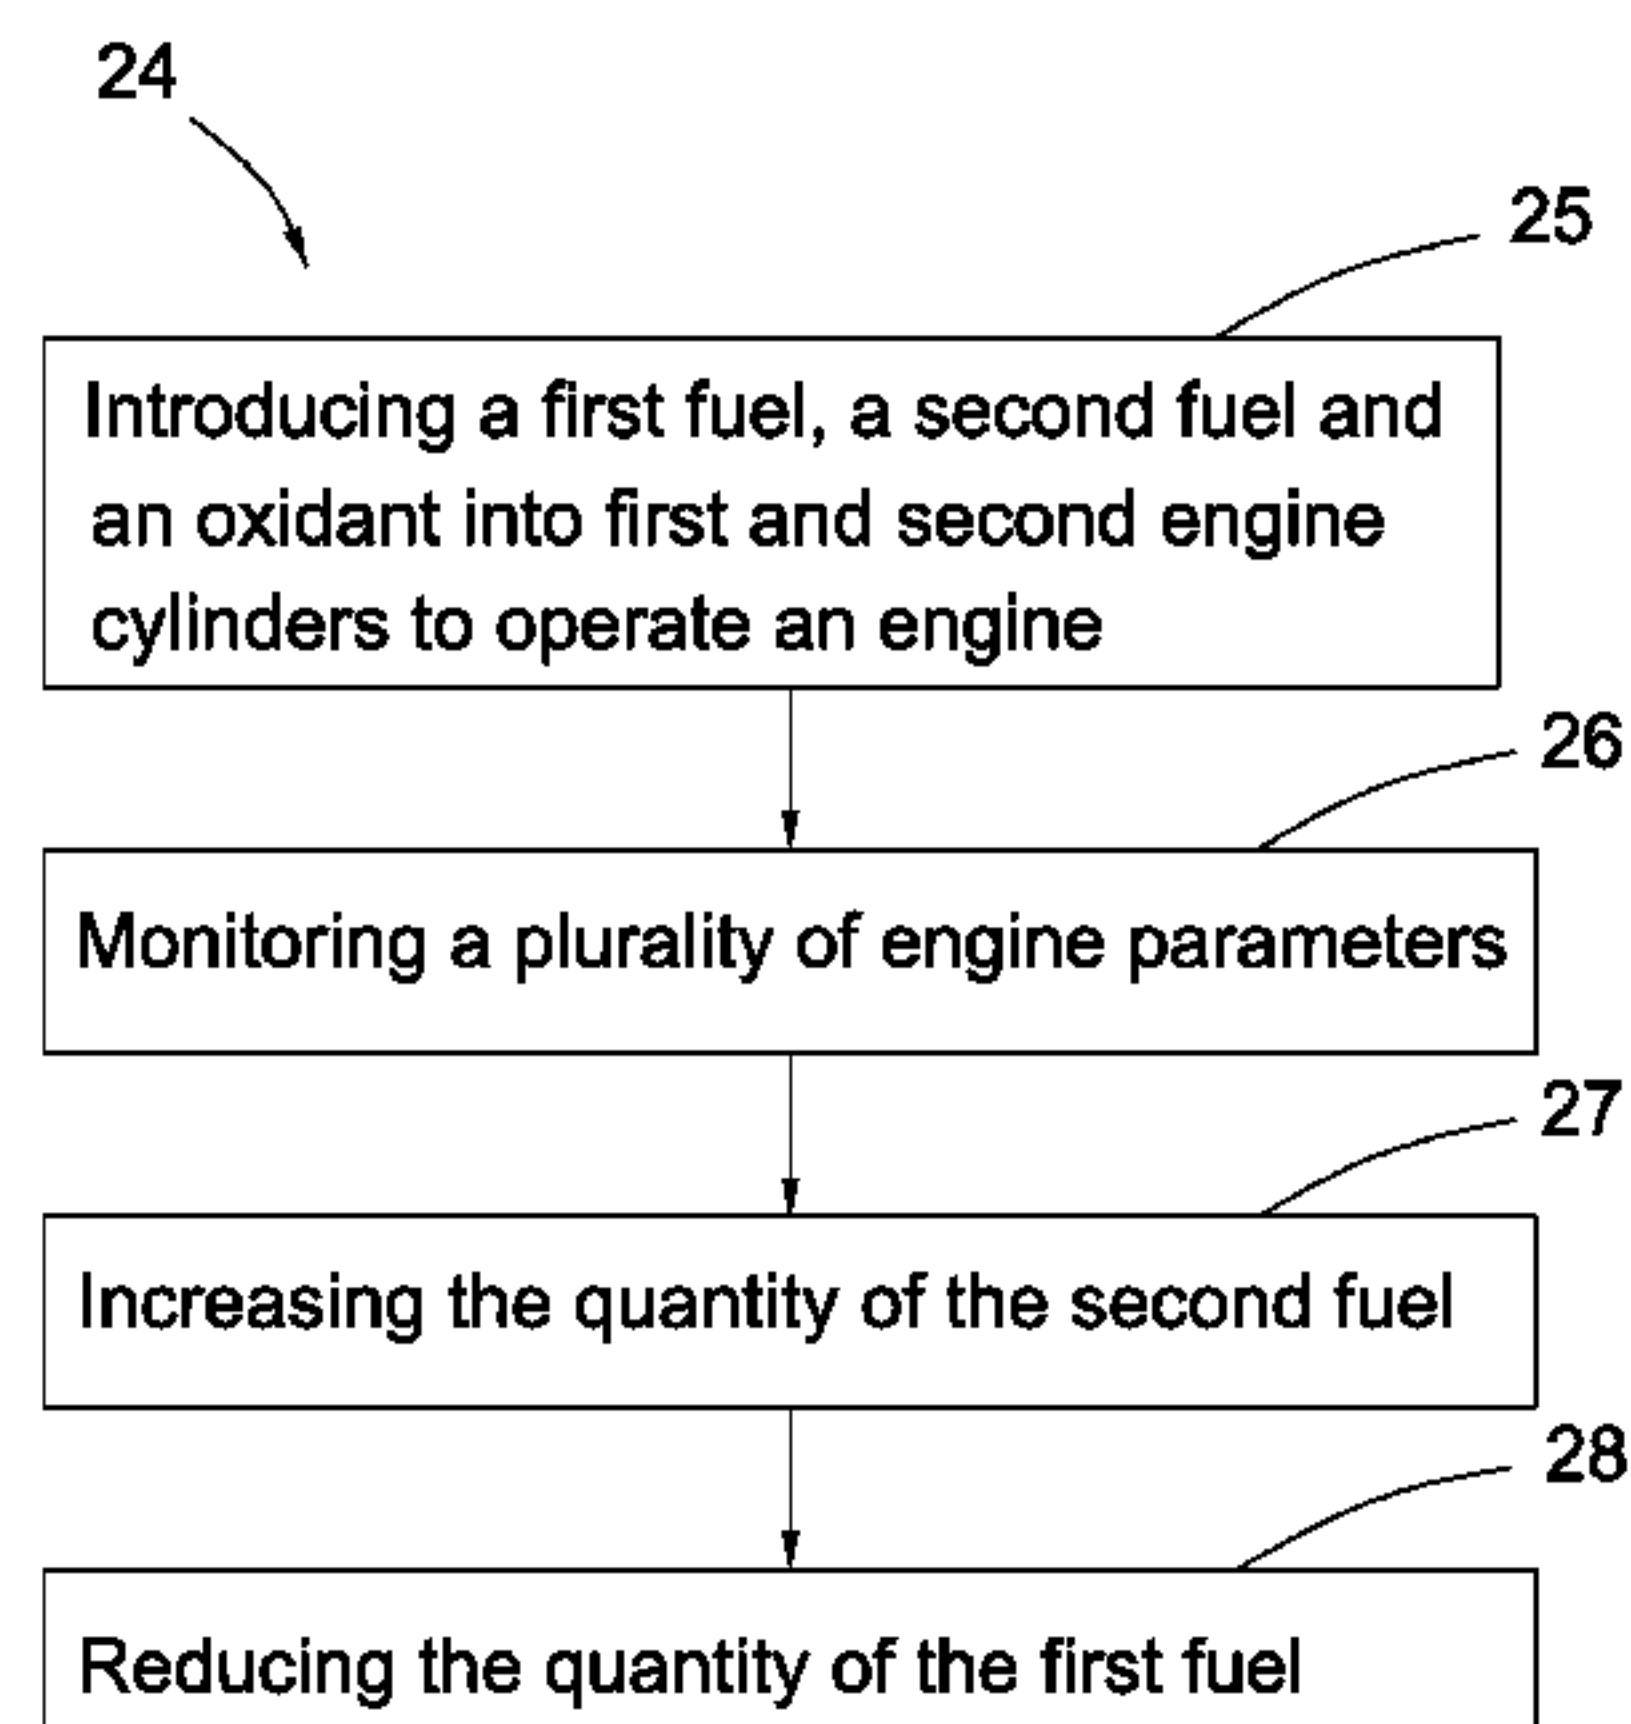 24
25
Introducing a first fuel, a second fuel and
an oxidant into first and second engine
cylinders to operate an engine
26
Monitoring a plurality of engine parameters
27
Increasing the quantity of the second fuel
28
Reducing the quantity of the first fuel